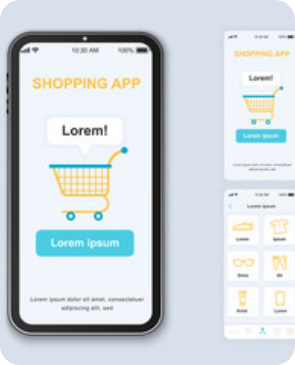 10:30 AM 100%
SHOPPING APP
Lorem!
Lorem ipsum
Lorem ipsum dolor sit amet, consectetuer
adipiscing elit, sed
SHOPPING APP
Lorem!
Lorem ipsum
Lorem ipsum
Lorem
Ipsum
Dolor
Sit
Amet
Lorem